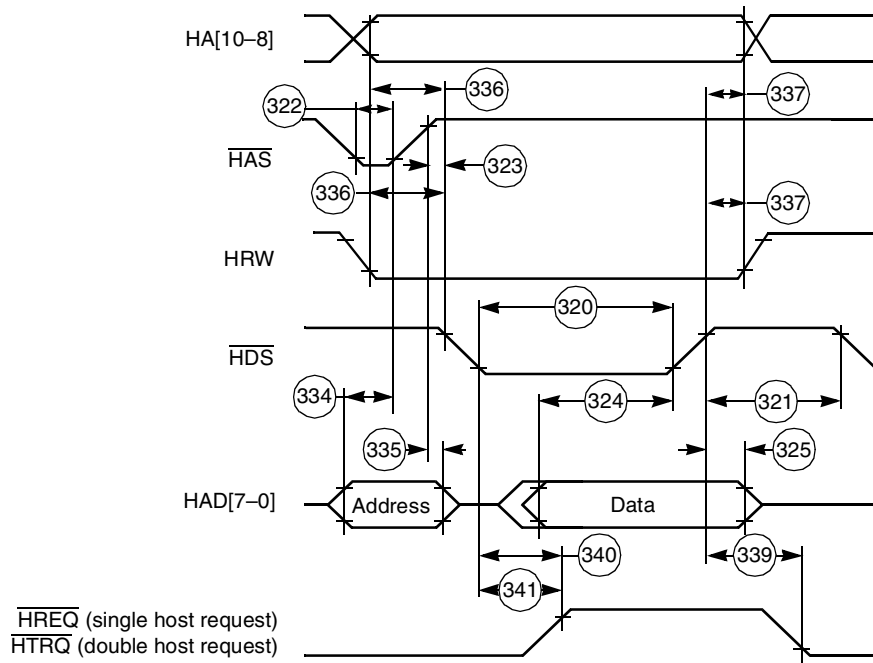 HA[10–8]
336
337
322
HAS
323
336
337
HRW
320
HDS
334
324
321
335
325
HAD[7–0]
Address
Data
340
339
341
HREQ (single host request)
HTRQ (double host request)